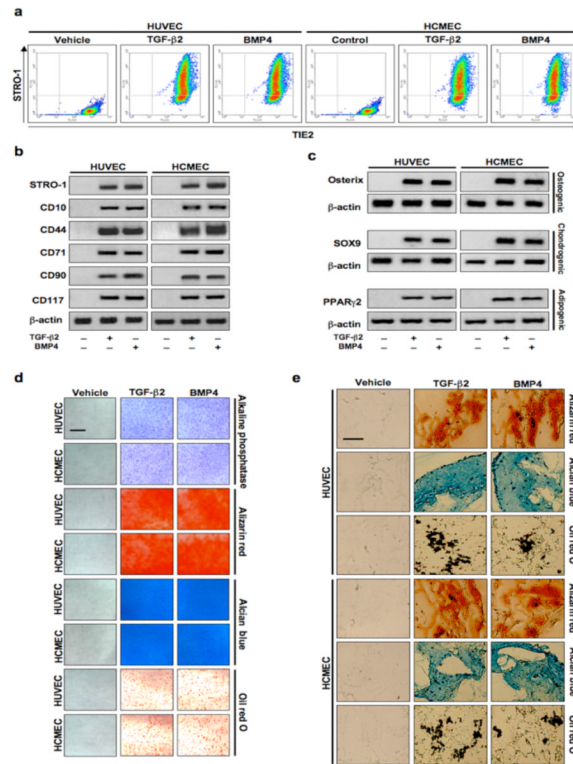 a
HUVEC HCMEC
Vehicle TGF-β2 BMP4 Control TGF-β2 BMP4
STRO-1
TIE2
b
HUVEC HCMEC
STRO-1
CD10
CD44
CD71
CD90
CD117
β-actin
TGF-β2 – + – – + –
BMP4 – – + – – +
c
HUVEC HCMEC
Osterix
β-actin
Osteogenic
SOX9
β-actin
Chondrogenic
PPARγ2
β-actin
Adipogenic
TGF-β2 – + – – + –
BMP4 – – + – – +
d
Vehicle TGF-β2 BMP4
HUVEC
HCMEC
Alkaline phosphatase
HUVEC
HCMEC
Alizarin red
HUVEC
HCMEC
Alcian blue
HUVEC
HCMEC
Oil red O
e
Vehicle TGF-β2 BMP4
HUVEC
Alizarin red
Alcian blue
Oil red O
HCMEC
Alizarin red
Alcian blue
Oil red O